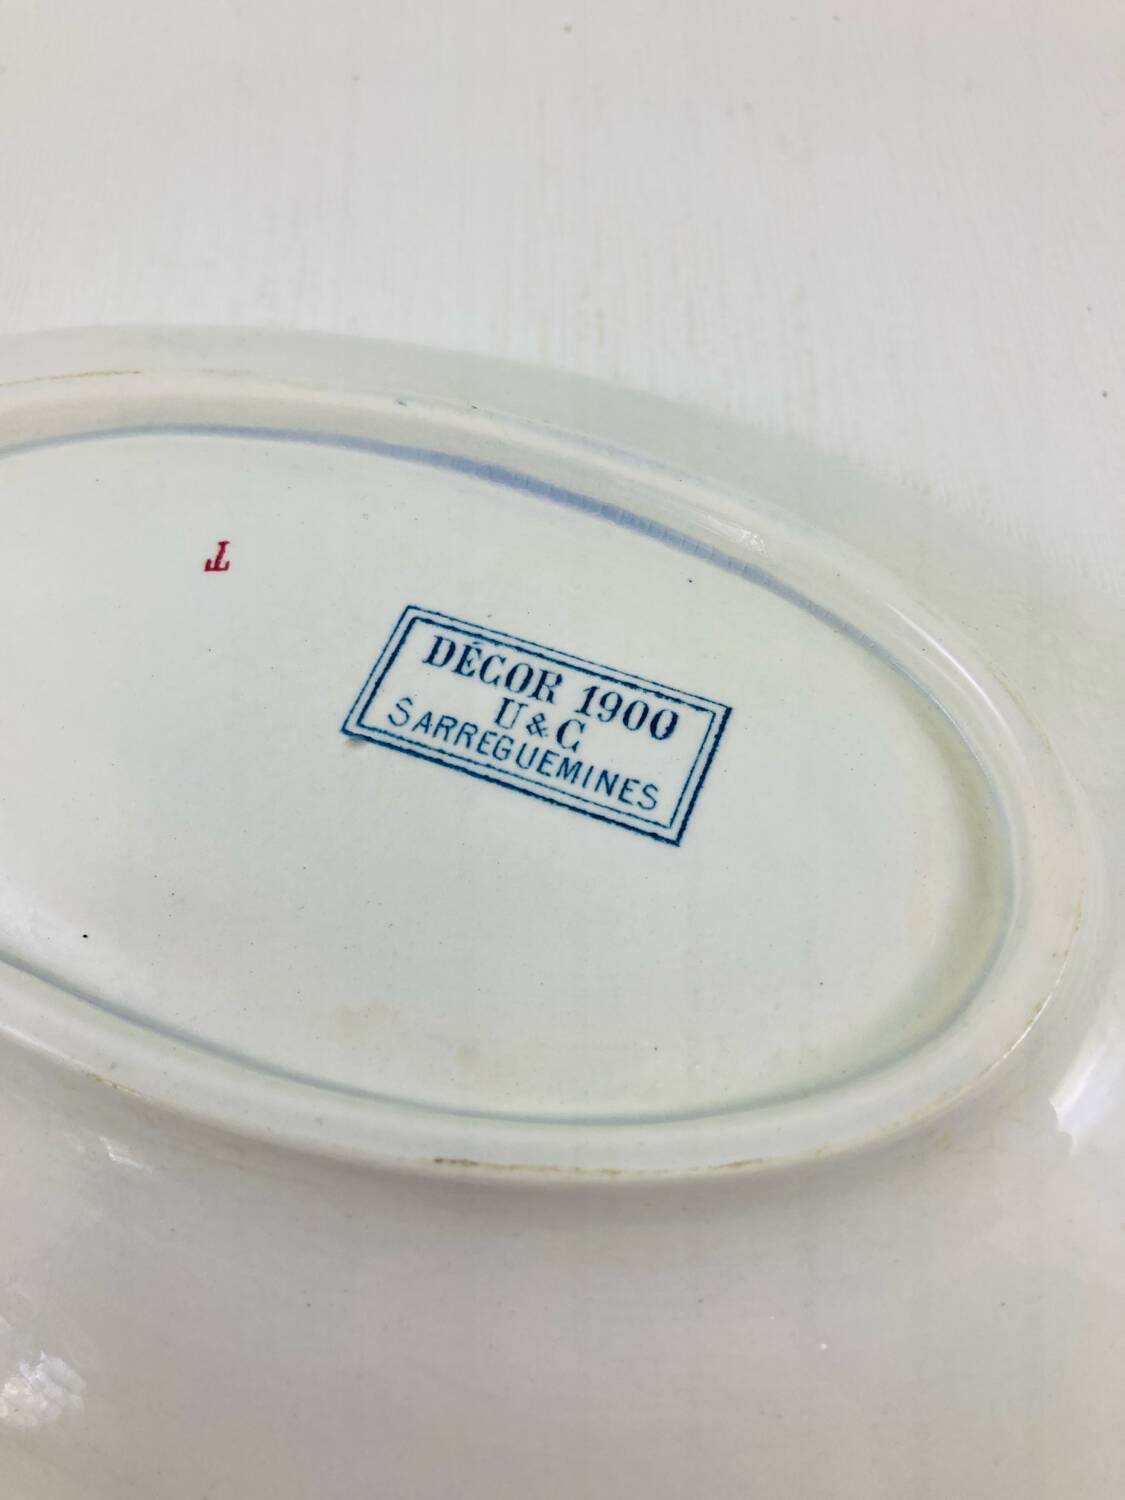 DÉCOR 1900
U & C
SARREGUEMINES